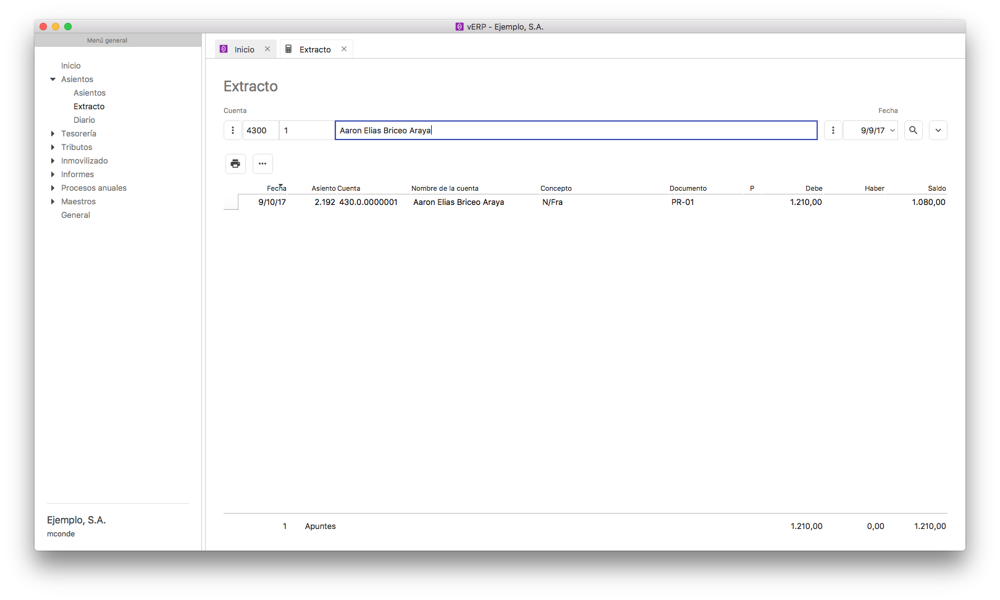 vERP - Ejemplo, S.A.
Menú general
Inicio
Asientos
Asientos
Extracto
Diario
Tesorería
Tributos
Inmovilizado
Informes
Procesos anuales
Maestros
General
Ejemplo, S.A.
mconde
Inicio
Extracto
Extracto
Cuenta Fecha
4300 1 Aaron Elias Briceo Araya 9/9/17
Fecha Asiento Cuenta Nombre de la cuenta Concepto Documento P Debe Haber Saldo
9/10/17 2.192 430.0.0000001 Aaron Elias Briceo Araya N/Fra PR-01 1.210,00 1.080,00
1 Apuntes 1.210,00 0,00 1.210,00